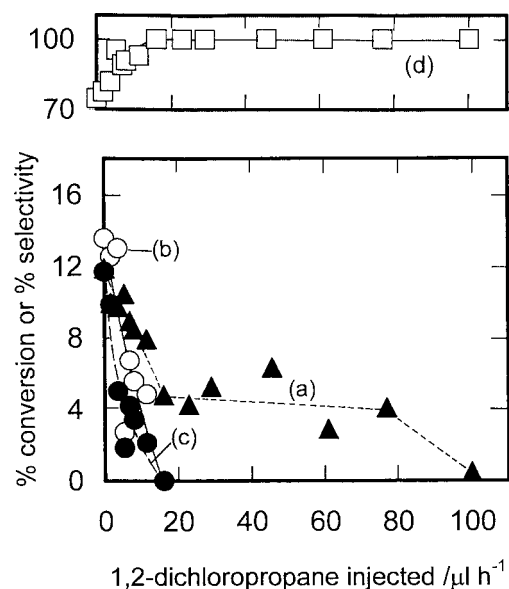 100
70
(d)
% conversion or % selectivity
16
12
8
4
0
(b)
(a)
(c)
0 20 40 60 80 100
1,2-dichloropropane injected /µl h⁻¹